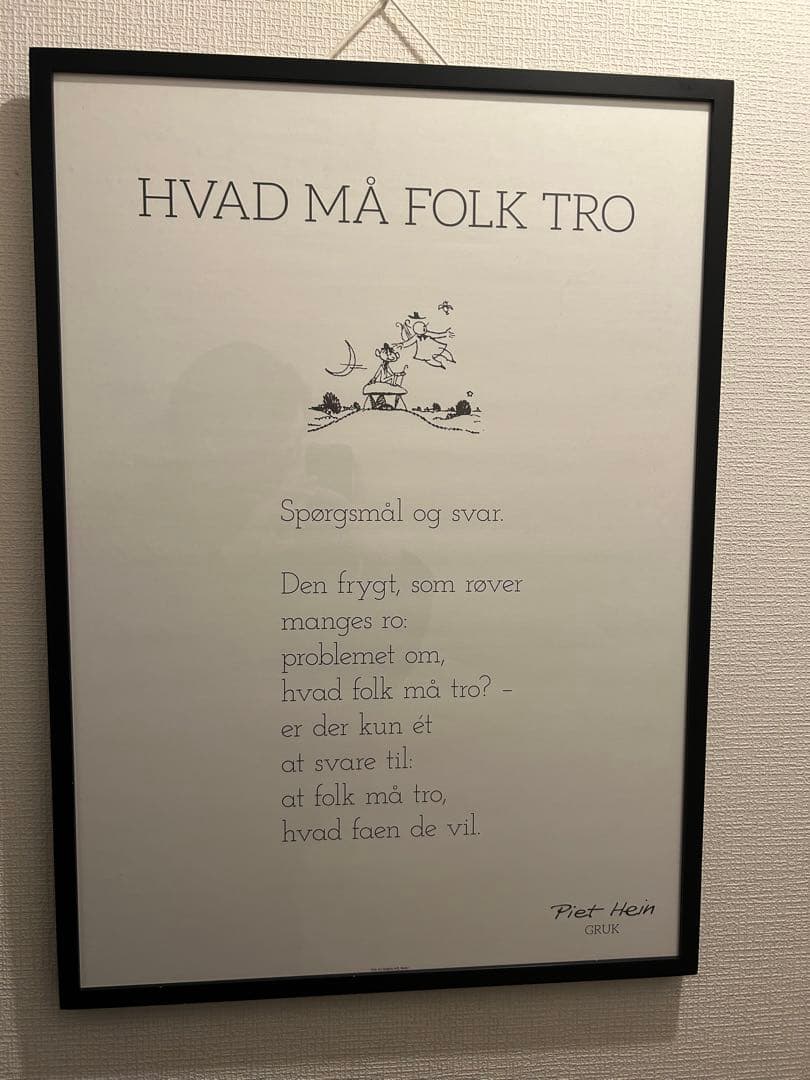 HVAD MÅ FOLK TRO
Spørgsmål og svar.
Den frygt, som røver
manges ro:
problemet om,
hvad folk må tro? –
er der kun ét
at svare til:
at folk må tro,
hvad faen de vil.
Piet Hein
GRUK